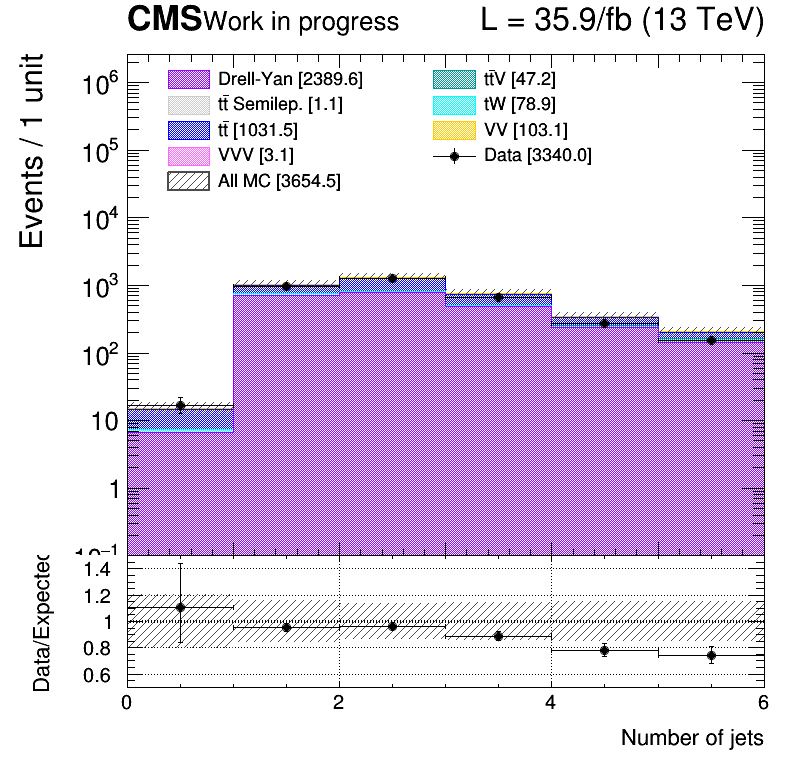 CMS Work in progress L = 35.9/fb (13 TeV)
Events / 1 unit
Drell-Yan [2389.6] tt̄V [47.2]
tt̄ Semilep. [1.1] tW [78.9]
tt̄ [1031.5] VV [103.1]
VVV [3.1] Data [3340.0]
All MC [3654.5]
10⁶
10⁵
10⁴
10³
10²
10
1
10⁻¹
Data/Expected
1.4
1.2
1
0.8
0.6
0 2 4 6
Number of jets